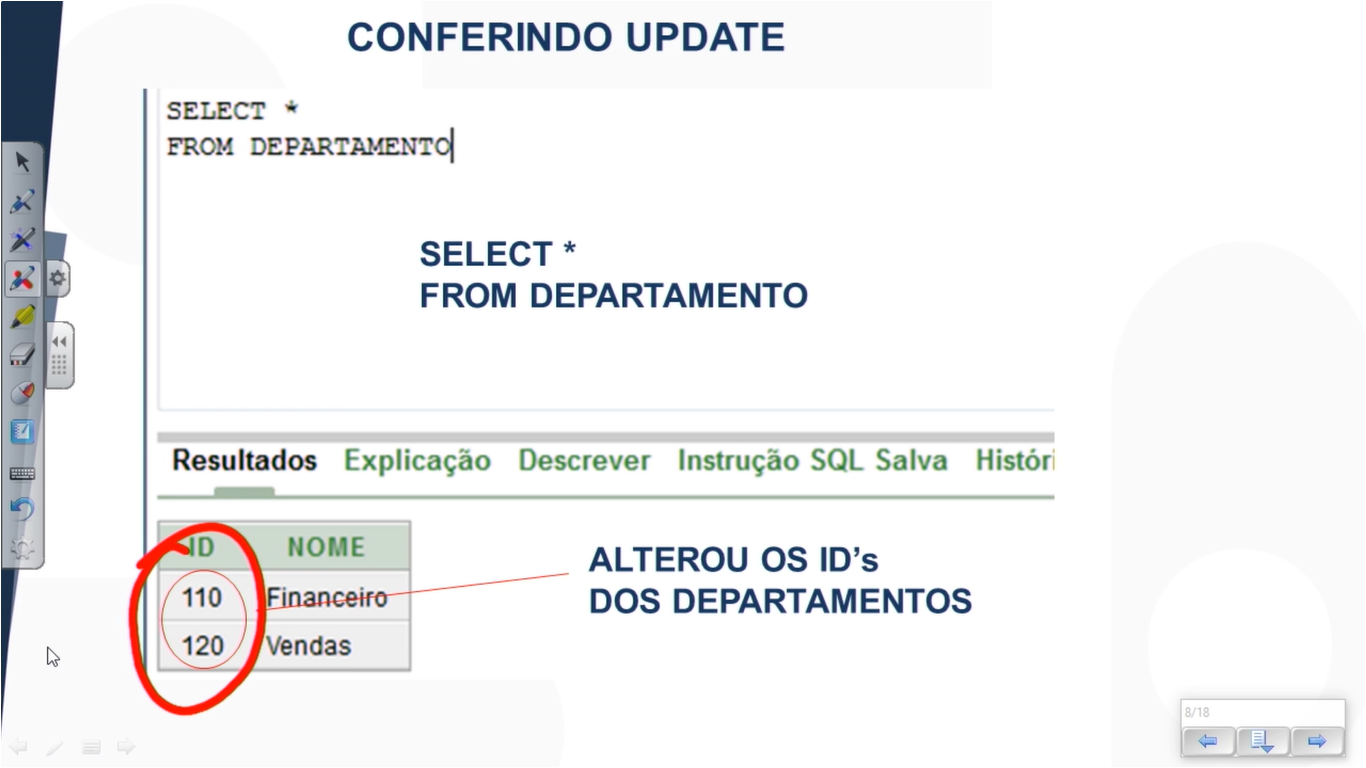 CONFERINDO UPDATE
SELECT *
FROM DEPARTAMENTO
SELECT *
FROM DEPARTAMENTO
Resultados Explicação Descrever Instrução SQL Salva Históri
ID NOME
110 Financeiro
120 Vendas
ALTEROU OS ID’s
DOS DEPARTAMENTOS
8/18